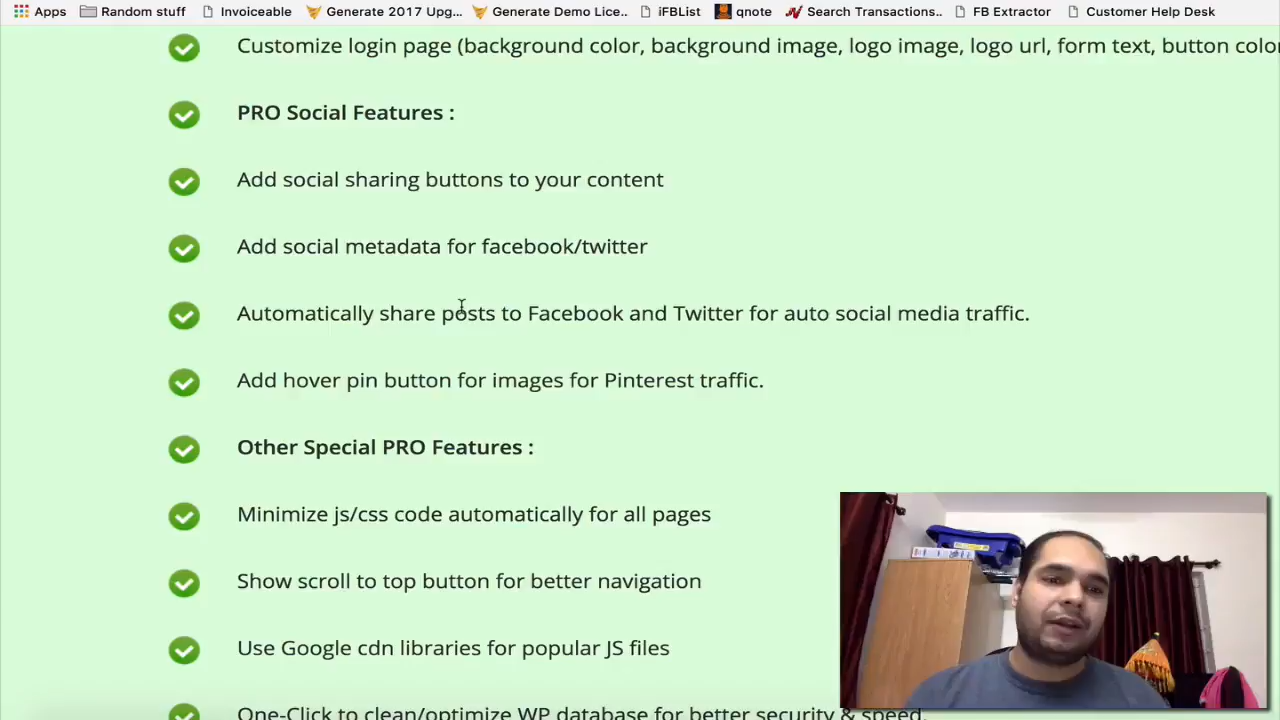 Apps Random stuff Invoiceable Generate 2017 Upg... Generate Demo Lice.. iFBList qnote Search Transactions.. FB Extractor Customer Help Desk
Customize login page (background color, background image, logo image, logo url, form text, button colo
PRO Social Features :
Add social sharing buttons to your content
Add social metadata for facebook/twitter
Automatically share posts to Facebook and Twitter for auto social media traffic.
Add hover pin button for images for Pinterest traffic.
Other Special PRO Features :
Minimize js/css code automatically for all pages
Show scroll to top button for better navigation
Use Google cdn libraries for popular JS files
One-Click to clean/optimize WP database for better security & speed.